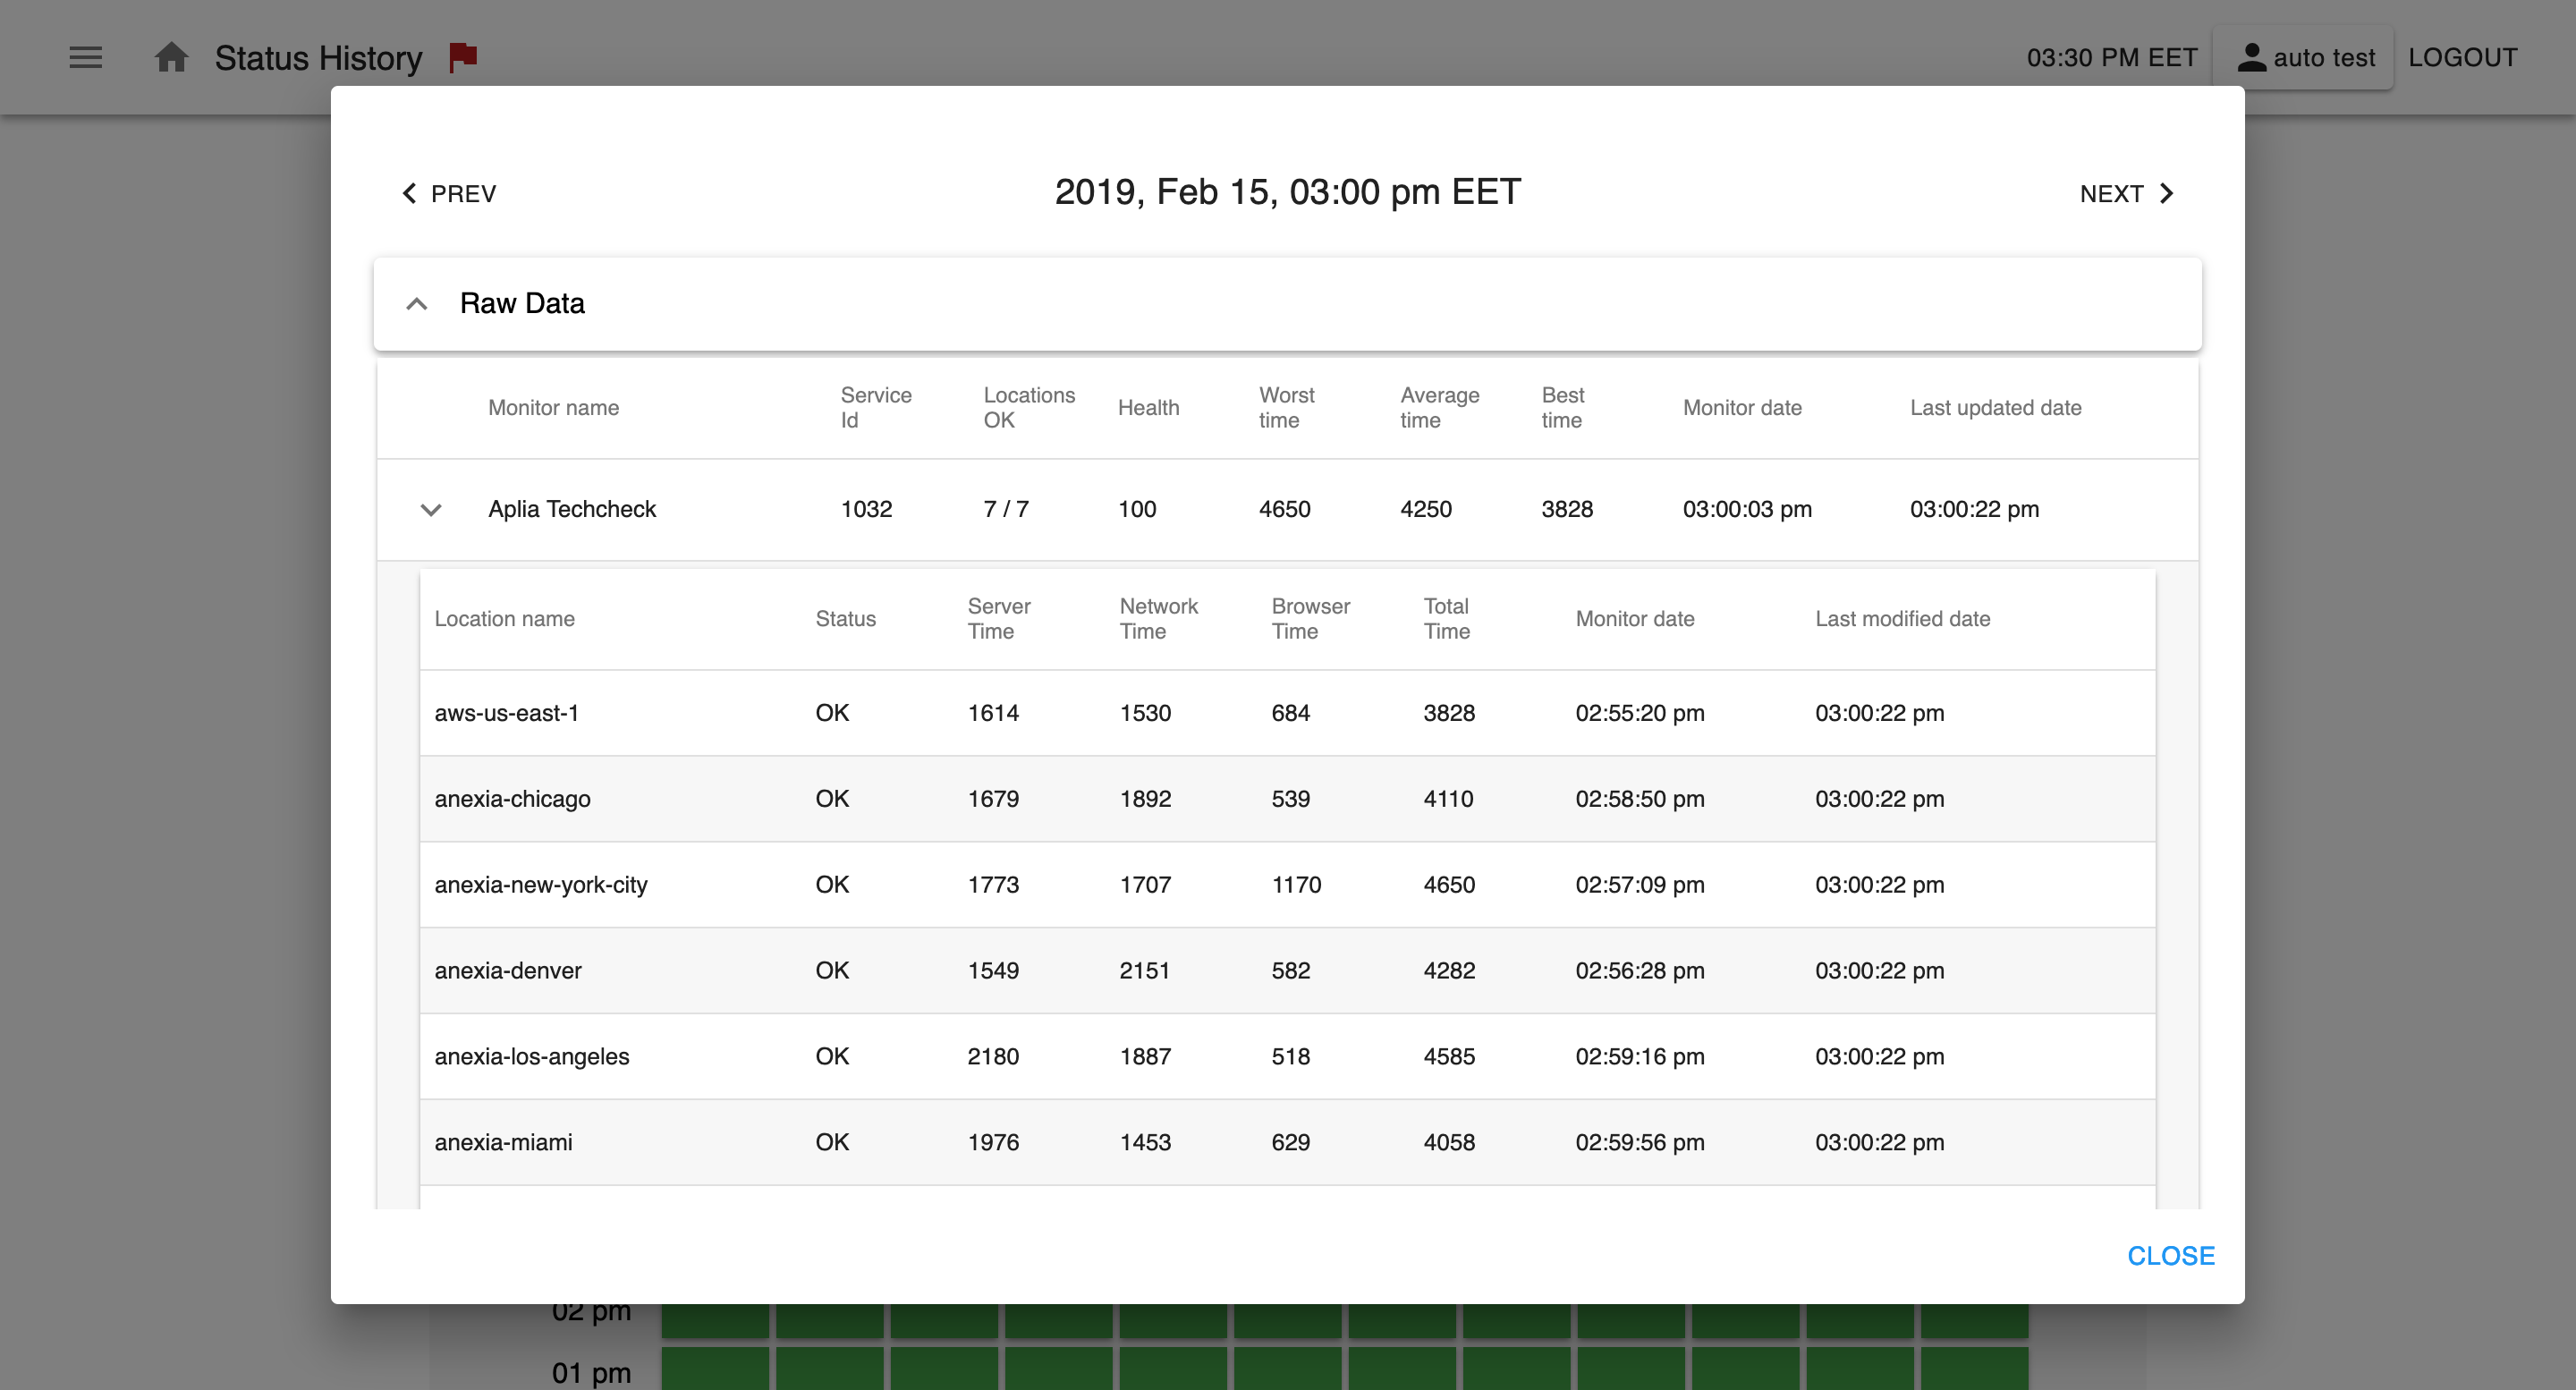 Status History
03:30 PM EET auto test LOGOUT
PREV 2019, Feb 15, 03:00 pm EET NEXT
Raw Data
Monitor name Service Id Locations OK Health Worst time Average time Best time Monitor date Last updated date
Aplia Techcheck 1032 7 / 7 100 4650 4250 3828 03:00:03 pm 03:00:22 pm
Location name Status Server Time Network Time Browser Time Total Time Monitor date Last modified date
aws-us-east-1 OK 1614 1530 684 3828 02:55:20 pm 03:00:22 pm
anexia-chicago OK 1679 1892 539 4110 02:58:50 pm 03:00:22 pm
anexia-new-york-city OK 1773 1707 1170 4650 02:57:09 pm 03:00:22 pm
anexia-denver OK 1549 2151 582 4282 02:56:28 pm 03:00:22 pm
anexia-los-angeles OK 2180 1887 518 4585 02:59:16 pm 03:00:22 pm
anexia-miami OK 1976 1453 629 4058 02:59:56 pm 03:00:22 pm
CLOSE
02 pm
01 pm